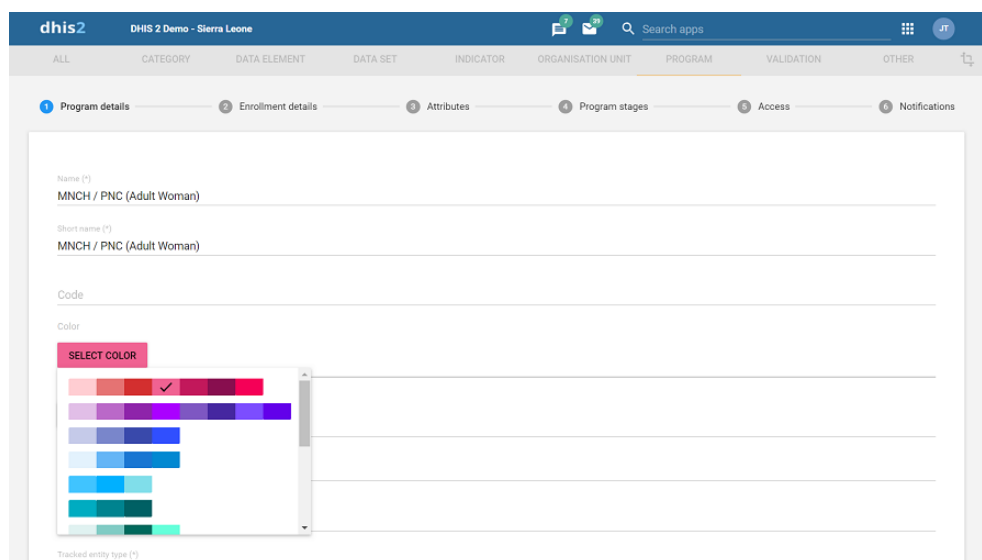 dhis2 DHIS 2 Demo - Sierra Leone 7 39 Search apps JT
ALL CATEGORY DATA ELEMENT DATA SET INDICATOR ORGANISATION UNIT PROGRAM VALIDATION OTHER
1 Program details 2 Enrollment details 3 Attributes 4 Program stages 5 Access 6 Notifications
Name (*)
MNCH / PNC (Adult Woman)
Short name (*)
MNCH / PNC (Adult Woman)
Code
Color
SELECT COLOR
Tracked entity type (*)